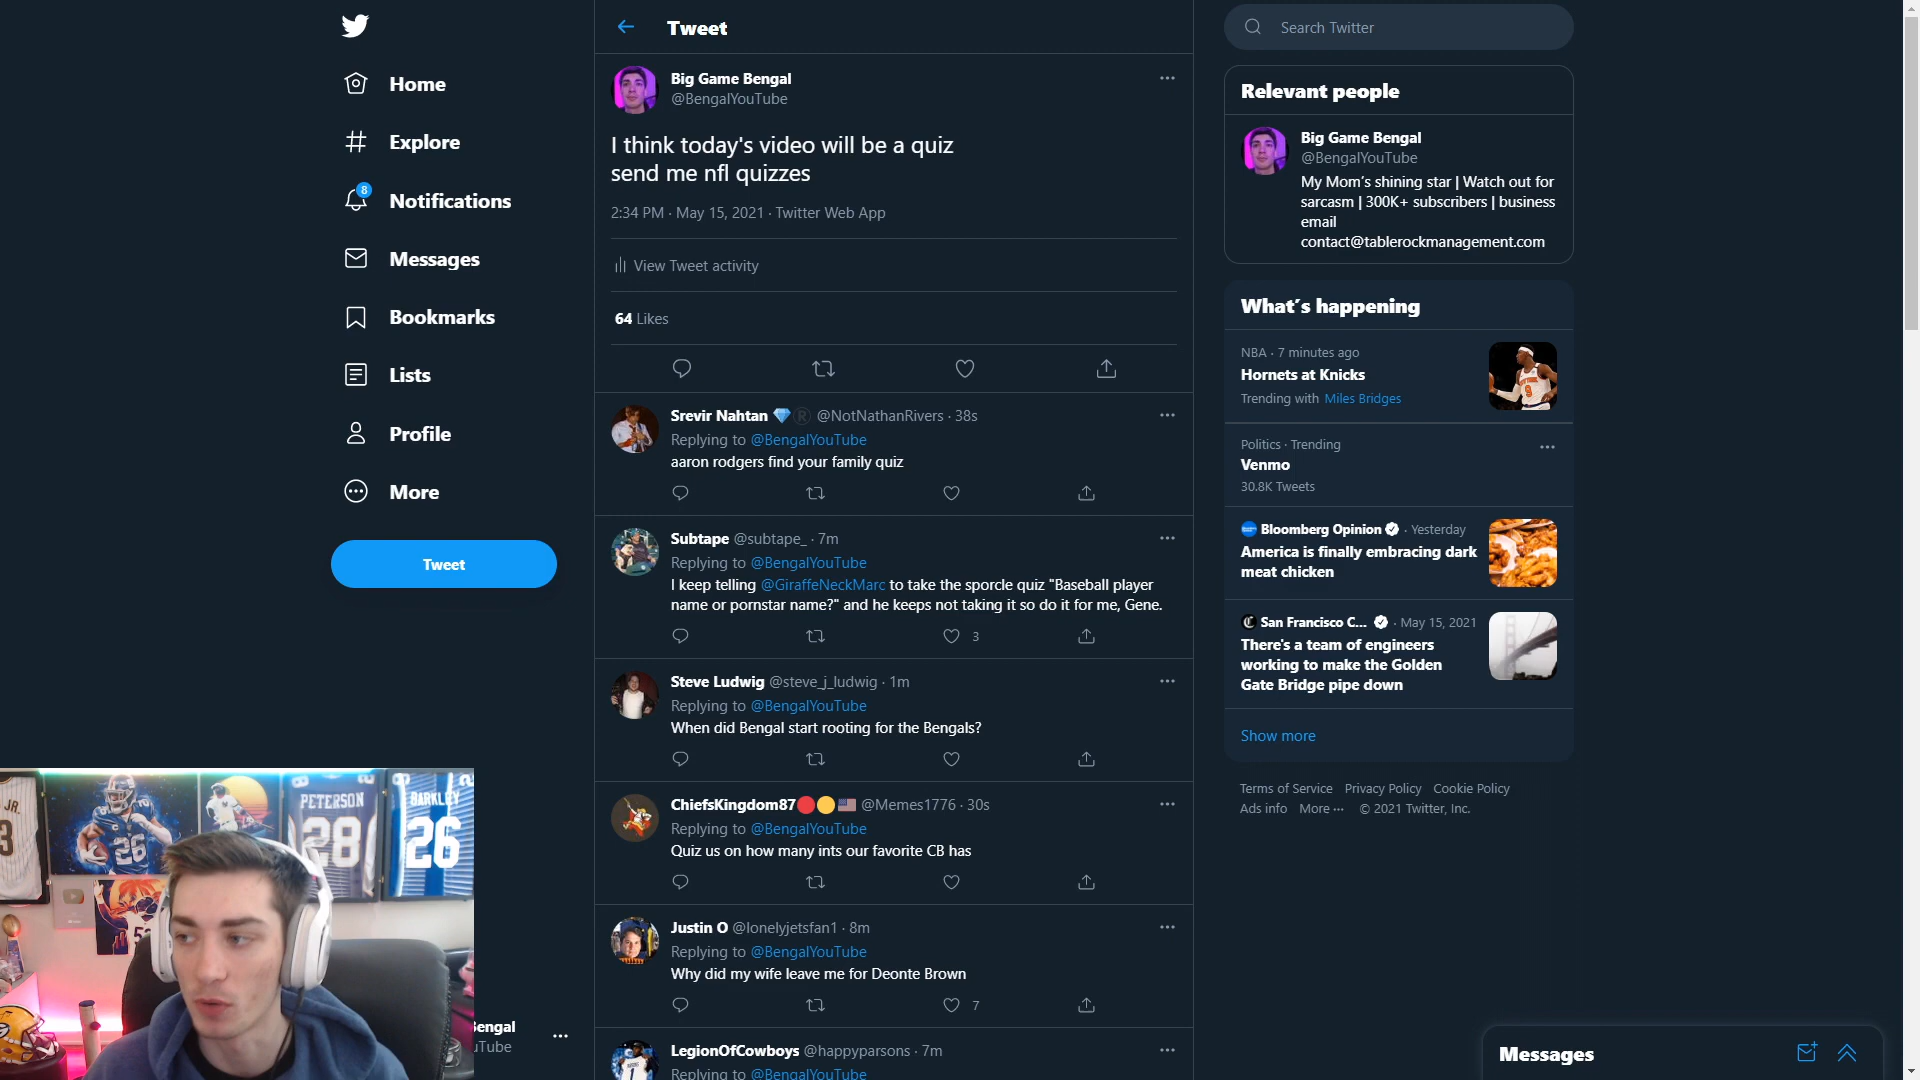 Home
Explore
8
Notifications
Messages
Bookmarks
Lists
Profile
More
Tweet
Tweet
Big Game Bengal
@BengalYouTube
I think today's video will be a quiz
send me nfl quizzes
2:34 PM · May 15, 2021 · Twitter Web App
View Tweet activity
64 Likes
Srevir Nahtan 💎®️ @NotNathanRivers · 38s
Replying to @BengalYouTube
aaron rodgers find your family quiz
Subtape @subtape_ · 7m
Replying to @BengalYouTube
I keep telling @GiraffeNeckMarc to take the sporcle quiz "Baseball player
name or pornstar name?" and he keeps not taking it so do it for me, Gene.
3
Steve Ludwig @steve_j_ludwig · 1m
Replying to @BengalYouTube
When did Bengal start rooting for the Bengals?
ChiefsKingdom87🔴🟡🇺🇸 @Memes1776 · 30s
Replying to @BengalYouTube
Quiz us on how many ints our favorite CB has
Justin O @lonelyjetsfan1 · 8m
Replying to @BengalYouTube
Why did my wife leave me for Deonte Brown
7
LegionOfCowboys @happyparsons · 7m
Replying to @BengalYouTube
Search Twitter
Relevant people
Big Game Bengal
@BengalYouTube
My Mom's shining star | Watch out for
sarcasm | 300K+ subscribers | business
email
contact@tablerockmanagement.com
What's happening
NBA · 7 minutes ago
Hornets at Knicks
Trending with Miles Bridges
Politics · Trending
Venmo
30.8K Tweets
Bloomberg Opinion · Yesterday
America is finally embracing dark
meat chicken
San Francisco C... · May 15, 2021
There's a team of engineers
working to make the Golden
Gate Bridge pipe down
Show more
Terms of Service Privacy Policy Cookie Policy
Ads info More ··· © 2021 Twitter, Inc.
Messages
JR.
3
26
PETERSON
28
BARKLEY
26
engal
uTube